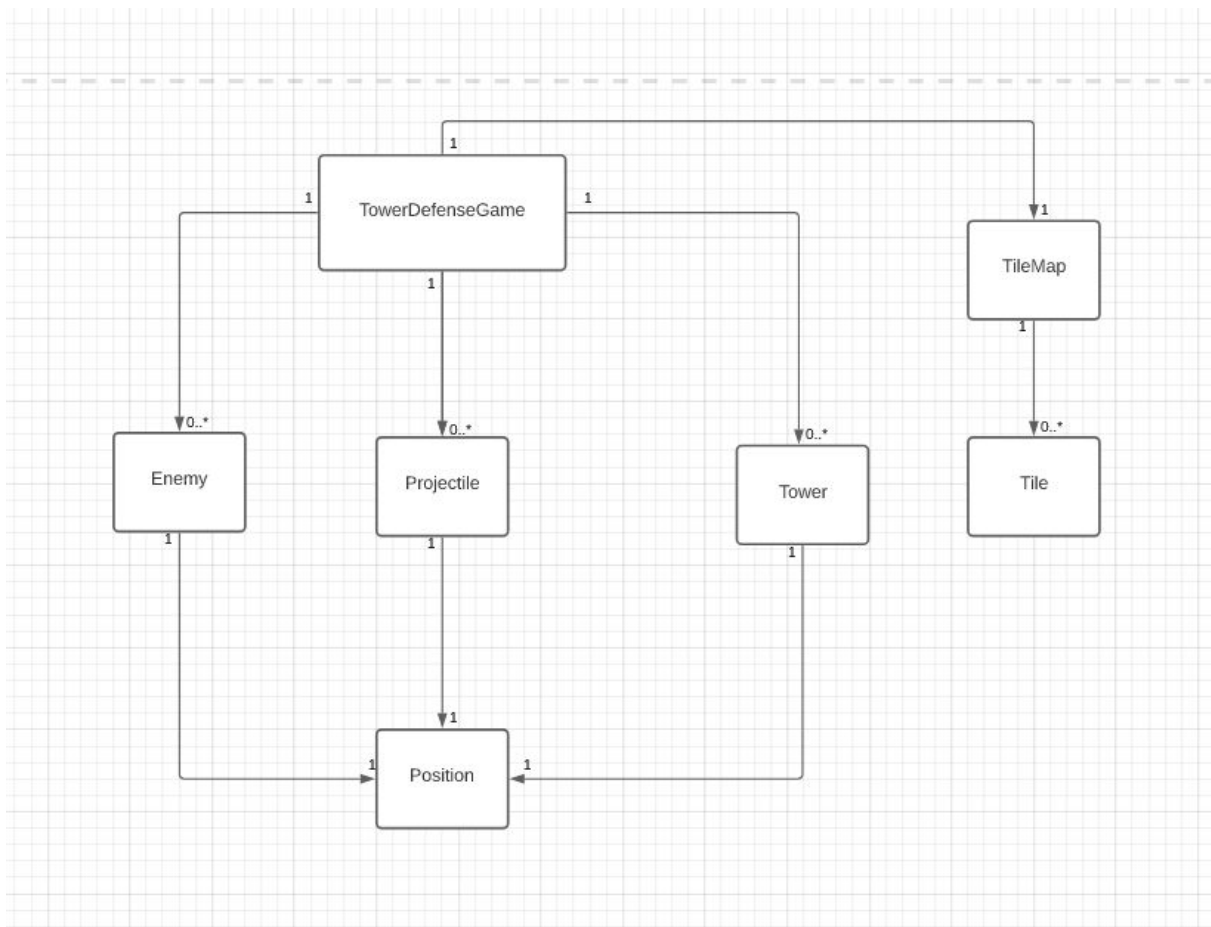 1
TowerDefenseGame
1
1
1
1
TileMap
1
0..*
0..*
0..*
0..*
Enemy
Projectile
Tower
Tile
1
1
1
1
Position
1
1